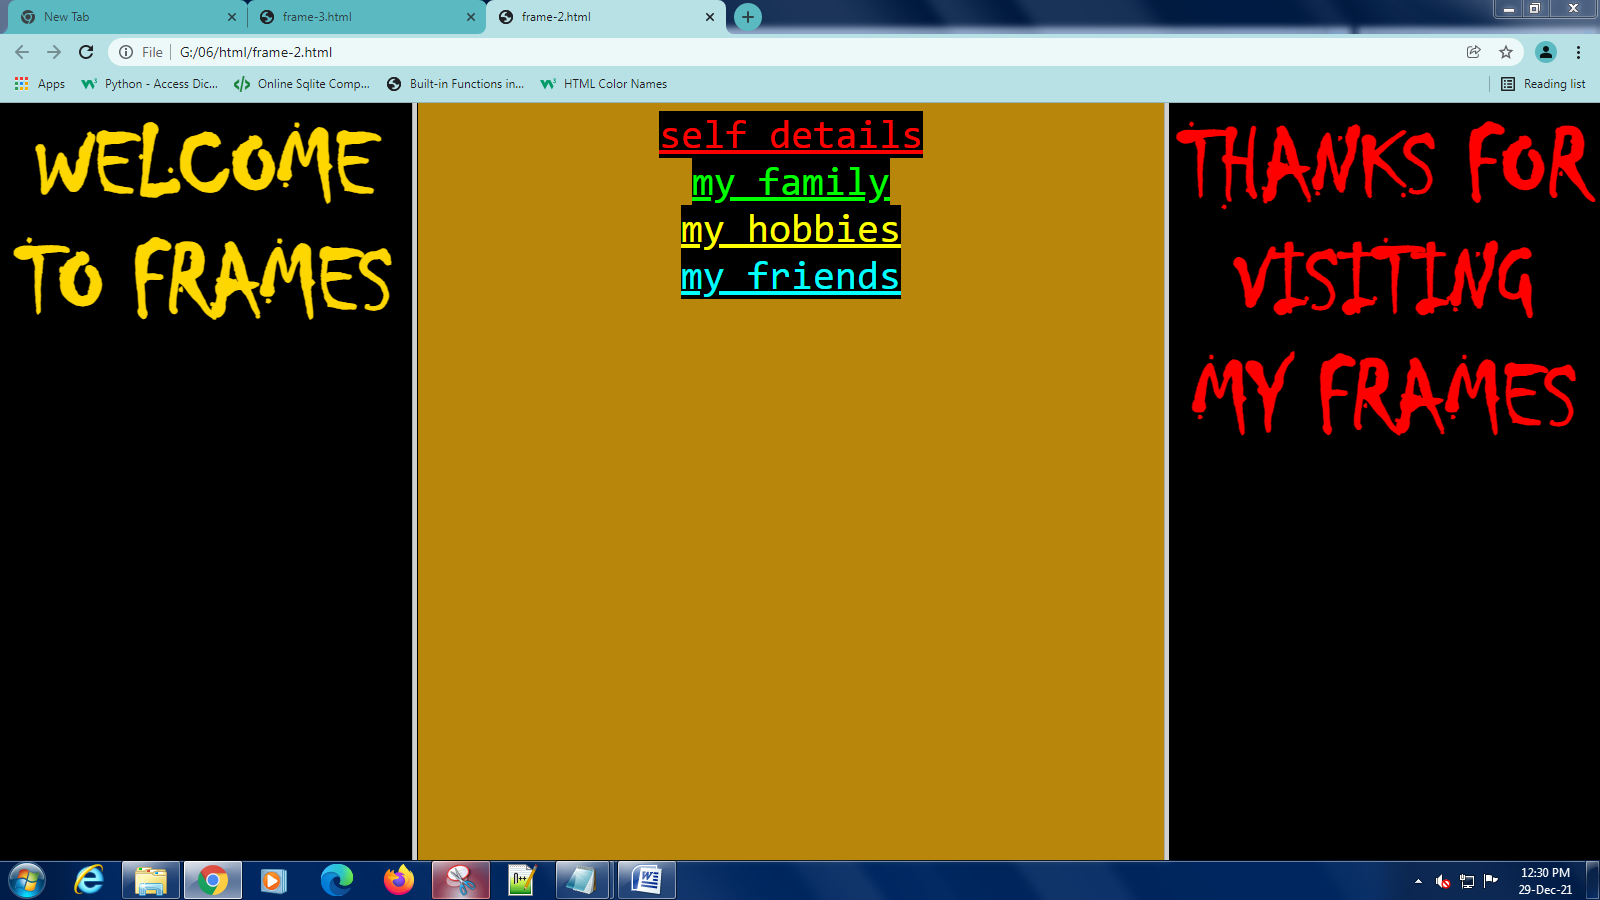 New Tab
frame-3.html
frame-2.html
File
G:/06/html/frame-2.html
Apps
Python - Access Dic...
Online Sqlite Comp...
Built-in Functions in...
HTML Color Names
Reading list
WELCOME
TO FRAMES
self details
my family
my hobbies
my friends
THANKS FOR
VISITING
MY FRAMES
12:30 PM
29-Dec-21